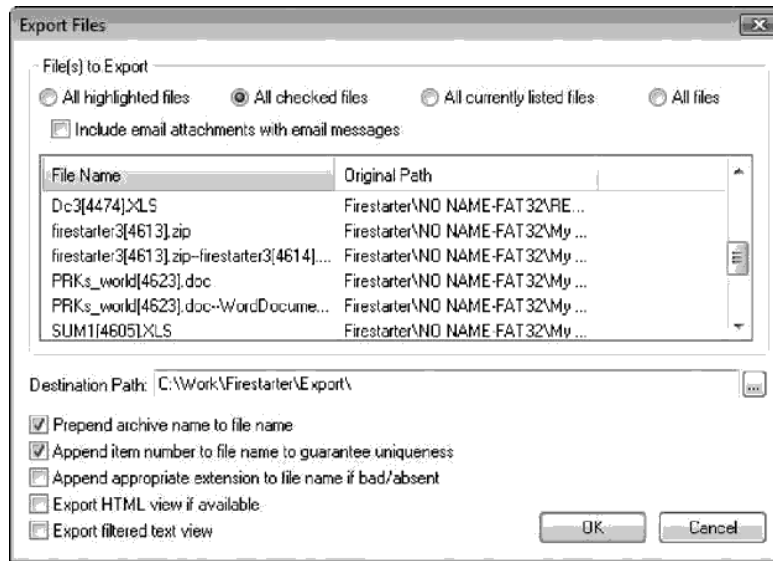 Export Files
File(s) to Export
All highlighted files All checked files All currently listed files All files
Include email attachments with email messages
File Name Original Path
Dc3[4474].XLS Firestarter\NO NAME-FAT32\RE...
firestarter3[4613].zip Firestarter\NO NAME-FAT32\My ...
firestarter3[4613].zip--firestarter3[4614].... Firestarter\NO NAME-FAT32\My ...
PRKs_world[4623].doc Firestarter\NO NAME-FAT32\My ...
PRKs_world[4623].doc--WordDocume... Firestarter\NO NAME-FAT32\My ...
SUM1[4605].XLS Firestarter\NO NAME-FAT32\My ...
Destination Path: C:\Work\Firestarter\Export\ ...
Prepend archive name to file name
Append item number to file name to guarantee uniqueness
Append appropriate extension to file name if bad/absent
Export HTML view if available
Export filtered text view
OK Cancel